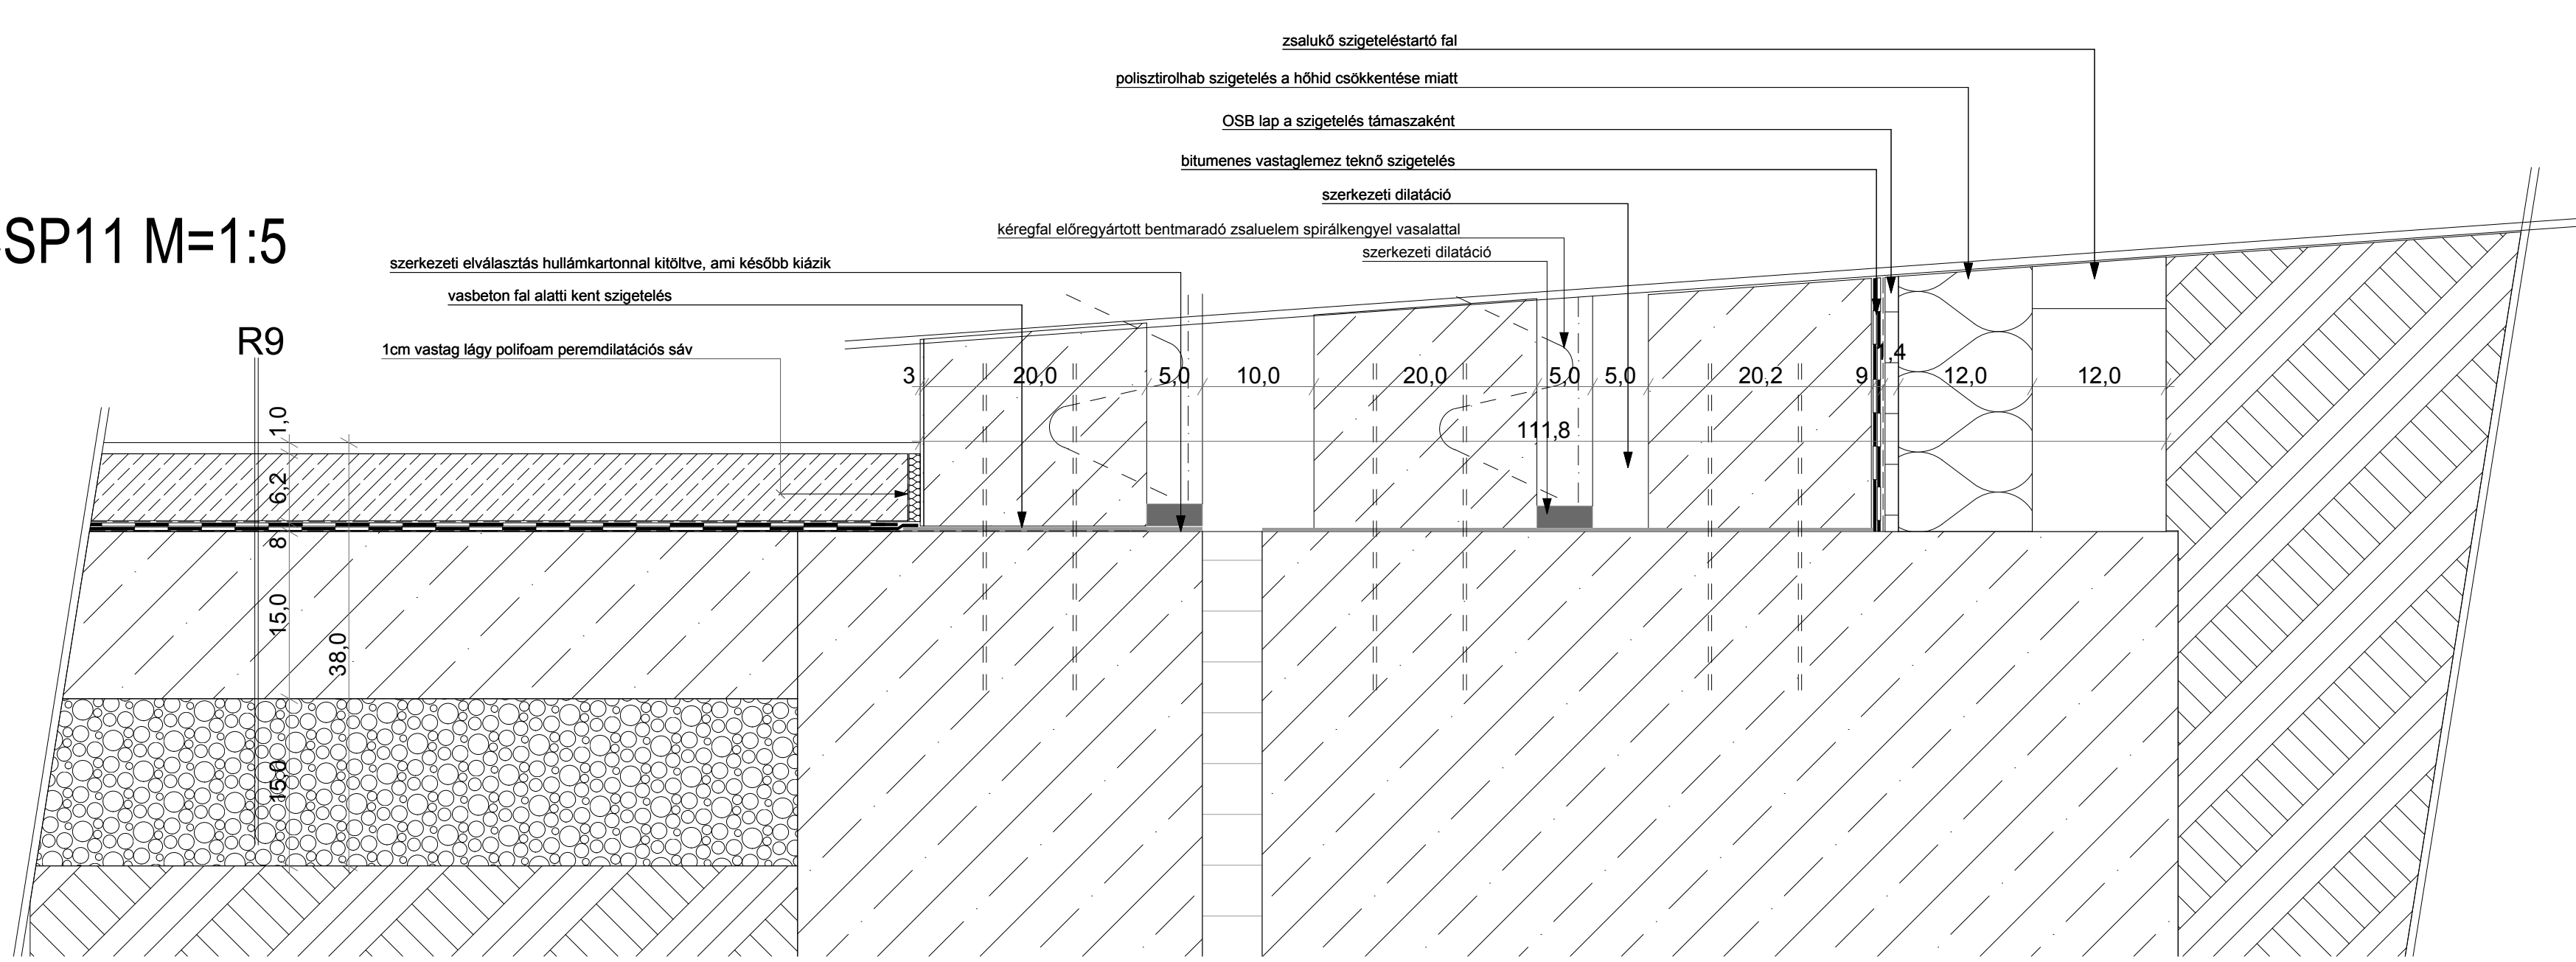 zsalukő szigeteléstartó fal
polisztirolhab szigetelés a hőhid csökkentése miatt
OSB lap a szigetelés támaszaként
bitumenes vastaglemez teknő szigetelés
szerkezeti dilatáció
kéregfal előregyártott bentmaradó zsaluelem spirálkengyel vasalattal
szerkezeti dilatáció
SP11 M=1:5
szerkezeti elválasztás hullámkartonnal kitöltve, ami később kiázik
vasbeton fal alatti kent szigetelés
R9
1cm vastag lágy polifoam peremdilatációs sáv
1,4
3 20,0 5,0 10,0 20,0 5,0 5,0 20,2 9 12,0 12,0
111,8
1,0
6,2
8
15,0
38,0
15,0